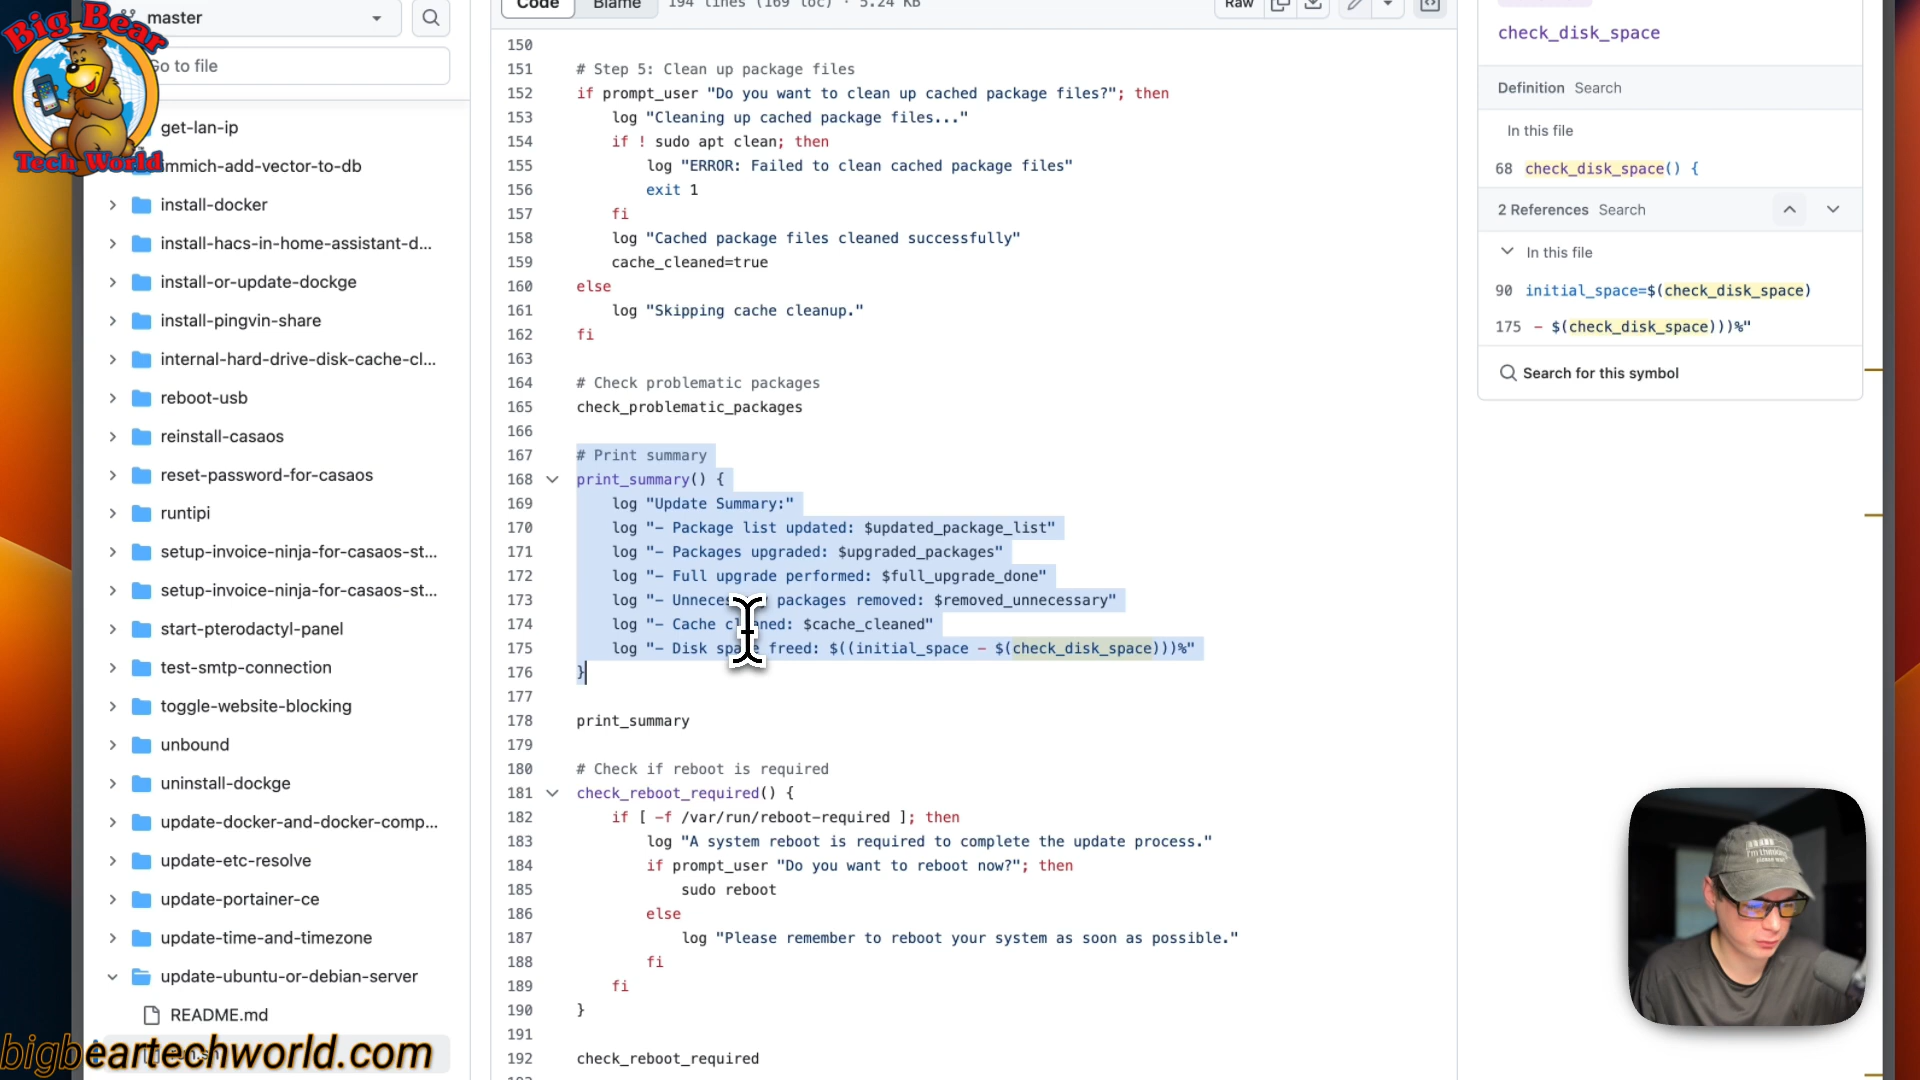 Big Bear
Tech World
master
Go to file
get-lan-ip
immich-add-vector-to-db
install-docker
install-hacs-in-home-assistant-d...
install-or-update-dockge
install-pingvin-share
internal-hard-drive-disk-cache-cl...
reboot-usb
reinstall-casaos
reset-password-for-casaos
runtipi
setup-invoice-ninja-for-casaos-st...
setup-invoice-ninja-for-casaos-st...
start-pterodactyl-panel
test-smtp-connection
toggle-website-blocking
unbound
uninstall-dockge
update-docker-and-docker-comp...
update-etc-resolve
update-portainer-ce
update-time-and-timezone
update-ubuntu-or-debian-server
README.md
bigbeartechworld.com
Code Blame 194 lines (169 loc) · 5.24 KB Raw
150
151 # Step 5: Clean up package files
152 if prompt_user "Do you want to clean up cached package files?"; then
153 log "Cleaning up cached package files..."
154 if ! sudo apt clean; then
155 log "ERROR: Failed to clean cached package files"
156 exit 1
157 fi
158 log "Cached package files cleaned successfully"
159 cache_cleaned=true
160 else
161 log "Skipping cache cleanup."
162 fi
163
164 # Check problematic packages
165 check_problematic_packages
166
167 # Print summary
168 print_summary() {
169 log "Update Summary:"
170 log "- Package list updated: $updated_package_list"
171 log "- Packages upgraded: $upgraded_packages"
172 log "- Full upgrade performed: $full_upgrade_done"
173 log "- Unnecessary packages removed: $removed_unnecessary"
174 log "- Cache cleaned: $cache_cleaned"
175 log "- Disk space freed: $((initial_space - $(check_disk_space)))%"
176 }
177
178 print_summary
179
180 # Check if reboot is required
181 check_reboot_required() {
182 if [ -f /var/run/reboot-required ]; then
183 log "A system reboot is required to complete the update process."
184 if prompt_user "Do you want to reboot now?"; then
185 sudo reboot
186 else
187 log "Please remember to reboot your system as soon as possible."
188 fi
189 fi
190 }
191
192 check_reboot_required
check_disk_space
Definition Search
In this file
68 check_disk_space() {
2 References Search
In this file
90 initial_space=$(check_disk_space)
175 - $(check_disk_space)))%"
Search for this symbol